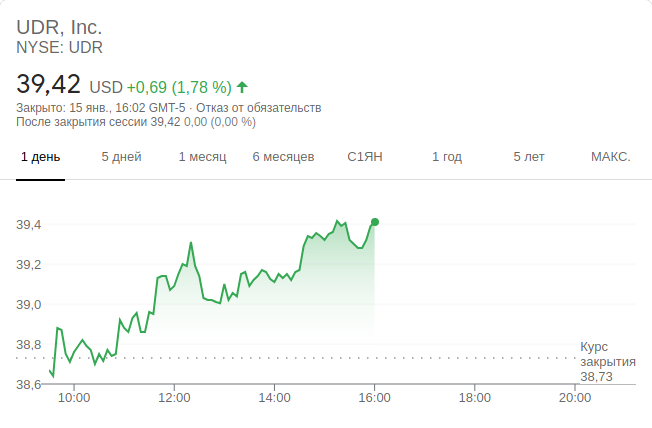 UDR, Inc.
NYSE: UDR
39,42 USD +0,69 (1,78 %)
Закрыто: 15 янв., 16:02 GMT-5 · Отказ от обязательств
После закрытия сессии 39,42 0,00 (0,00 %)
1 день 5 дней 1 месяц 6 месяцев С1ЯН 1 год 5 лет МАКС.
39,4
39,2
39,0
38,8
38,6
Курс
закрытия
38,73
10:00 12:00 14:00 16:00 18:00 20:00